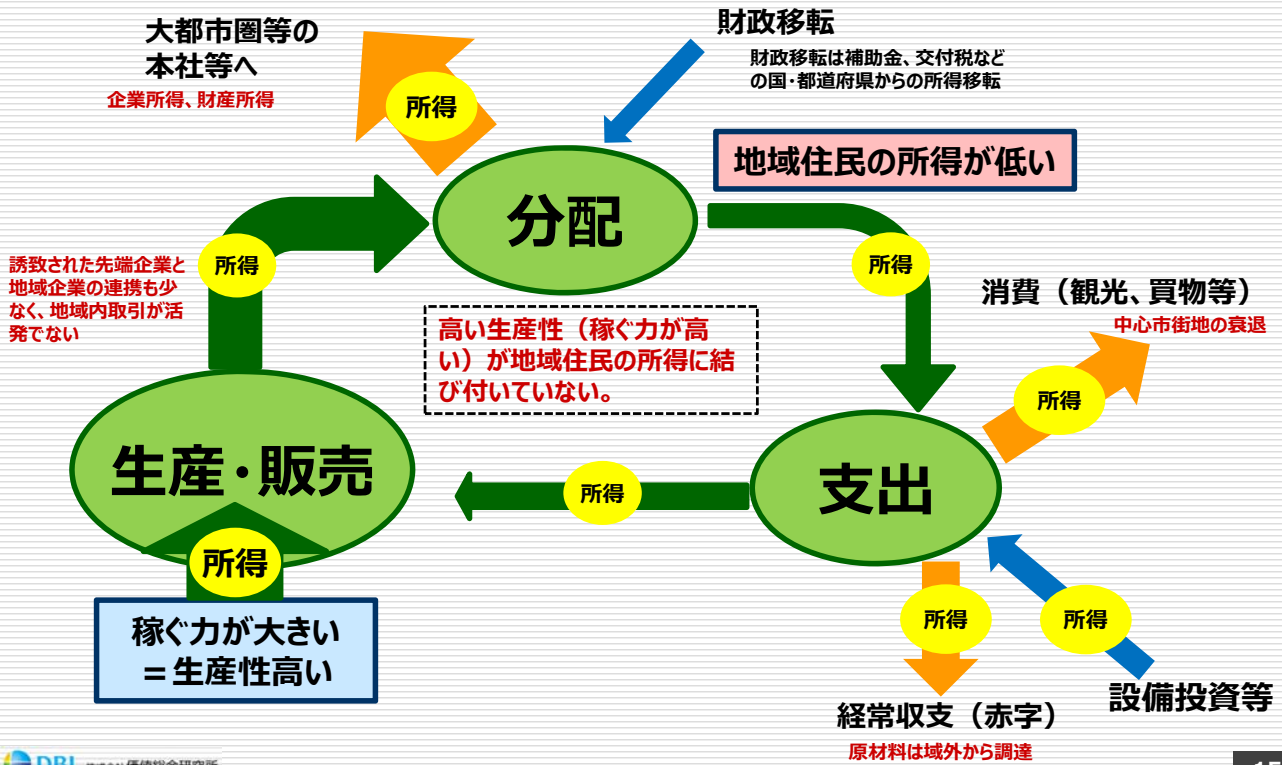 大都市圏等の
本社等へ
企業所得、財産所得
所得
財政移転
財政移転は補助金、交付税など
の国・都道府県からの所得移転
地域住民の所得が低い
分配
所得
誘致された先端企業と
地域企業の連携も少
なく、地域内取引が活
発でない
所得
消費（観光、買物等）
中心市街地の衰退
高い生産性（稼ぐ力が高
い）が地域住民の所得に結
び付いていない。
所得
生産・販売
所得
支出
所得
稼ぐ力が大きい
＝生産性高い
所得
所得
設備投資等
経常収支（赤字）
原材料は域外から調達
DBJ
価値総合研究所
15